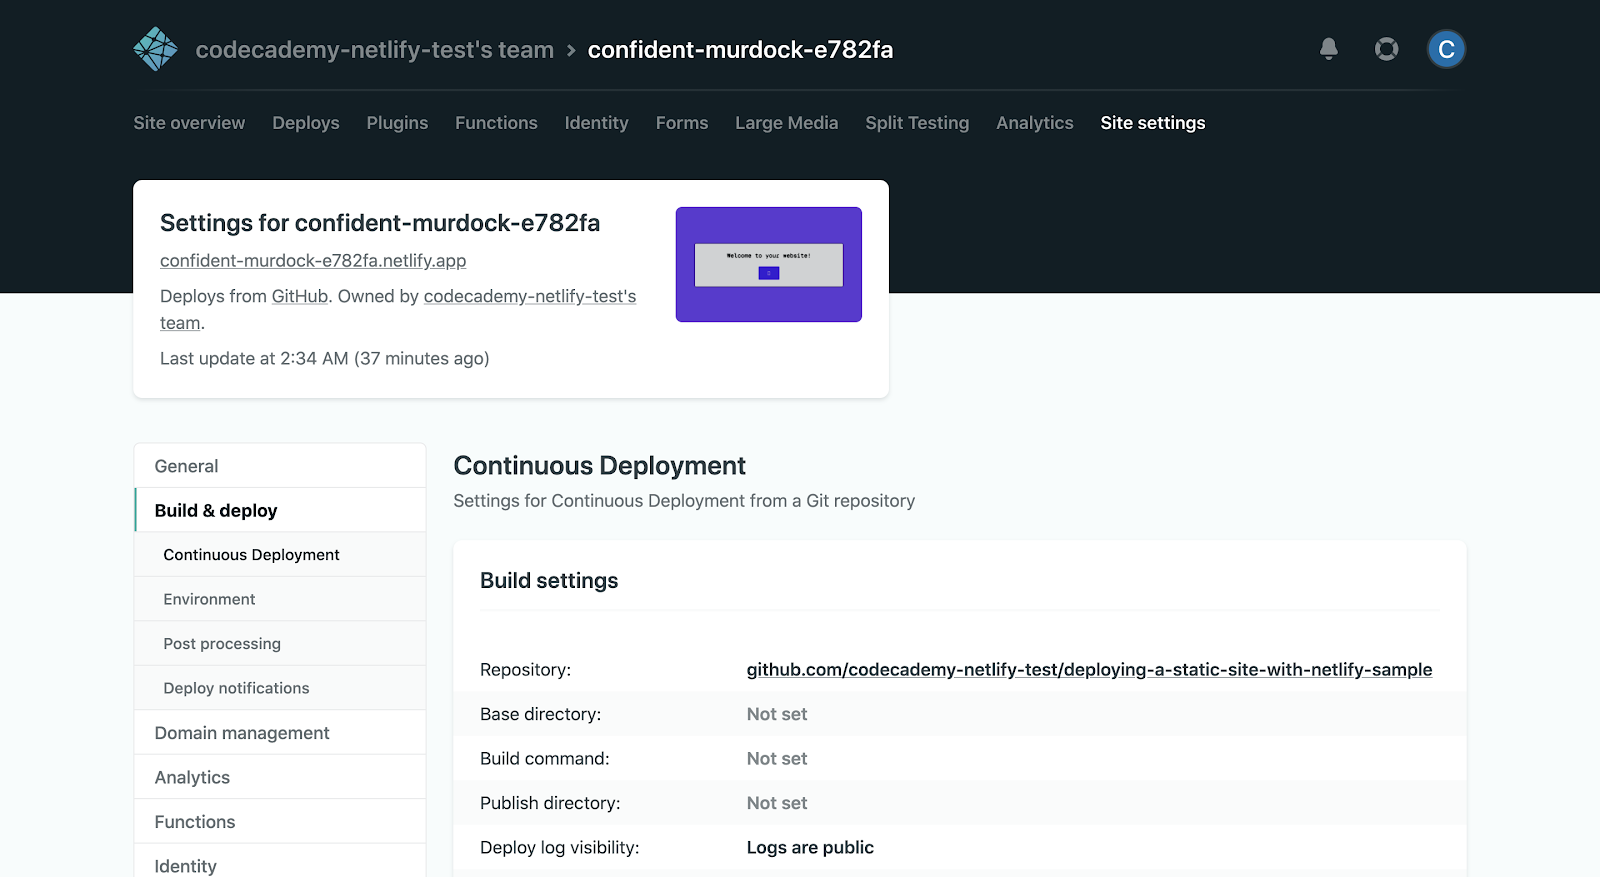 codecademy-netlify-test's team > confident-murdock-e782fa
C
Site overview Deploys Plugins Functions Identity Forms Large Media Split Testing Analytics Site settings
Settings for confident-murdock-e782fa
confident-murdock-e782fa.netlify.app
Deploys from GitHub. Owned by codecademy-netlify-test's
team.
Last update at 2:34 AM (37 minutes ago)
Welcome to your website!
General
Build & deploy
Continuous Deployment
Environment
Post processing
Deploy notifications
Domain management
Analytics
Functions
Identity
Continuous Deployment
Settings for Continuous Deployment from a Git repository
Build settings
Repository: github.com/codecademy-netlify-test/deploying-a-static-site-with-netlify-sample
Base directory: Not set
Build command: Not set
Publish directory: Not set
Deploy log visibility: Logs are public